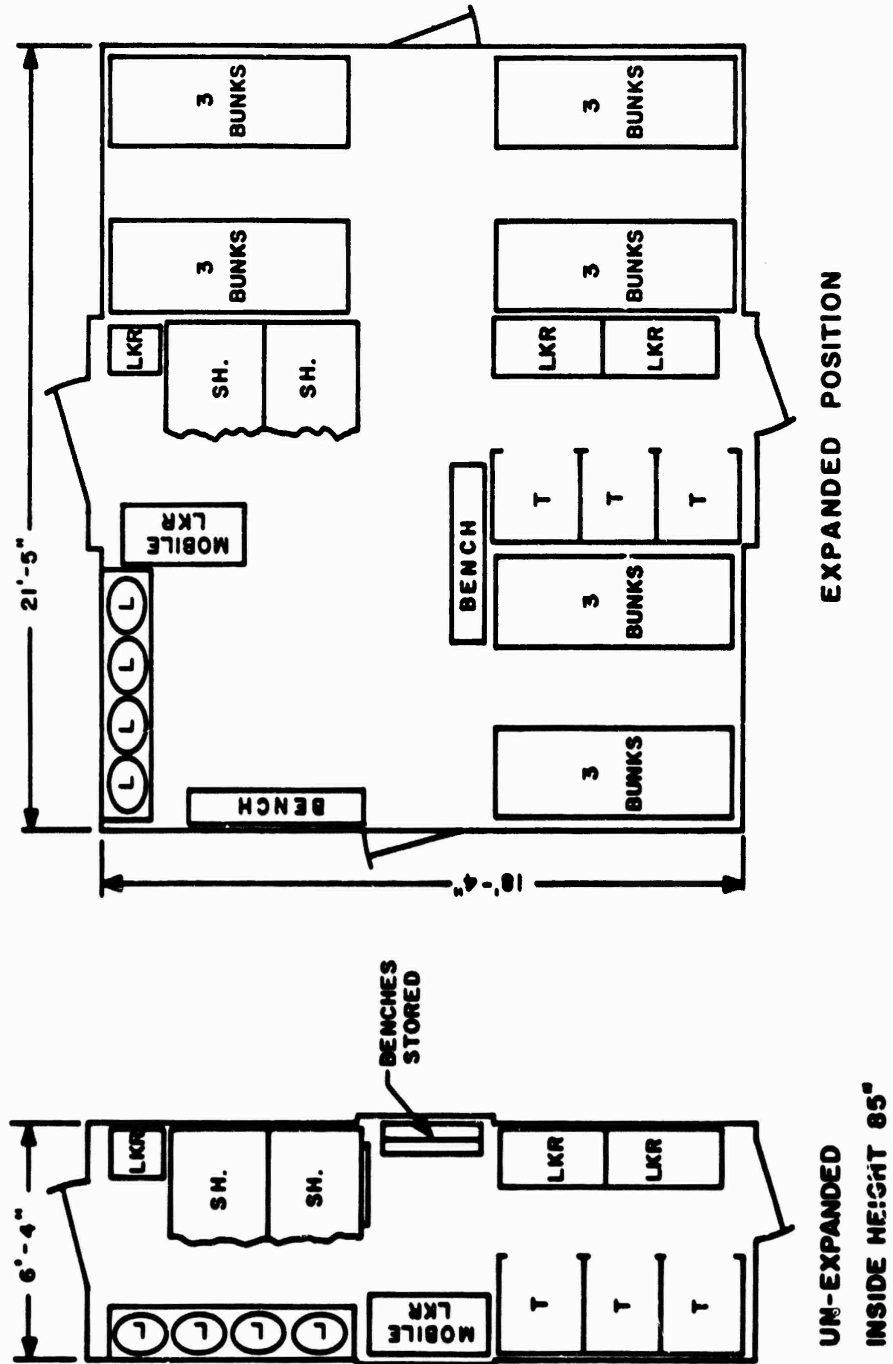 6'-4"
L
L
L
L
LKR
SH.
SH.
MOBILE
LKR
BENCHES
STORED
T
T
T
LKR
LKR
UN-EXPANDED
INSIDE HEIGHT 85"
21'-5"
18'-4"
L
L
L
L
MOBILE
LKR
LKR
SH.
SH.
3
BUNKS
3
BUNKS
BENCH
BENCH
3
BUNKS
3
BUNKS
T
T
T
LKR
LKR
3
BUNKS
3
BUNKS
EXPANDED POSITION